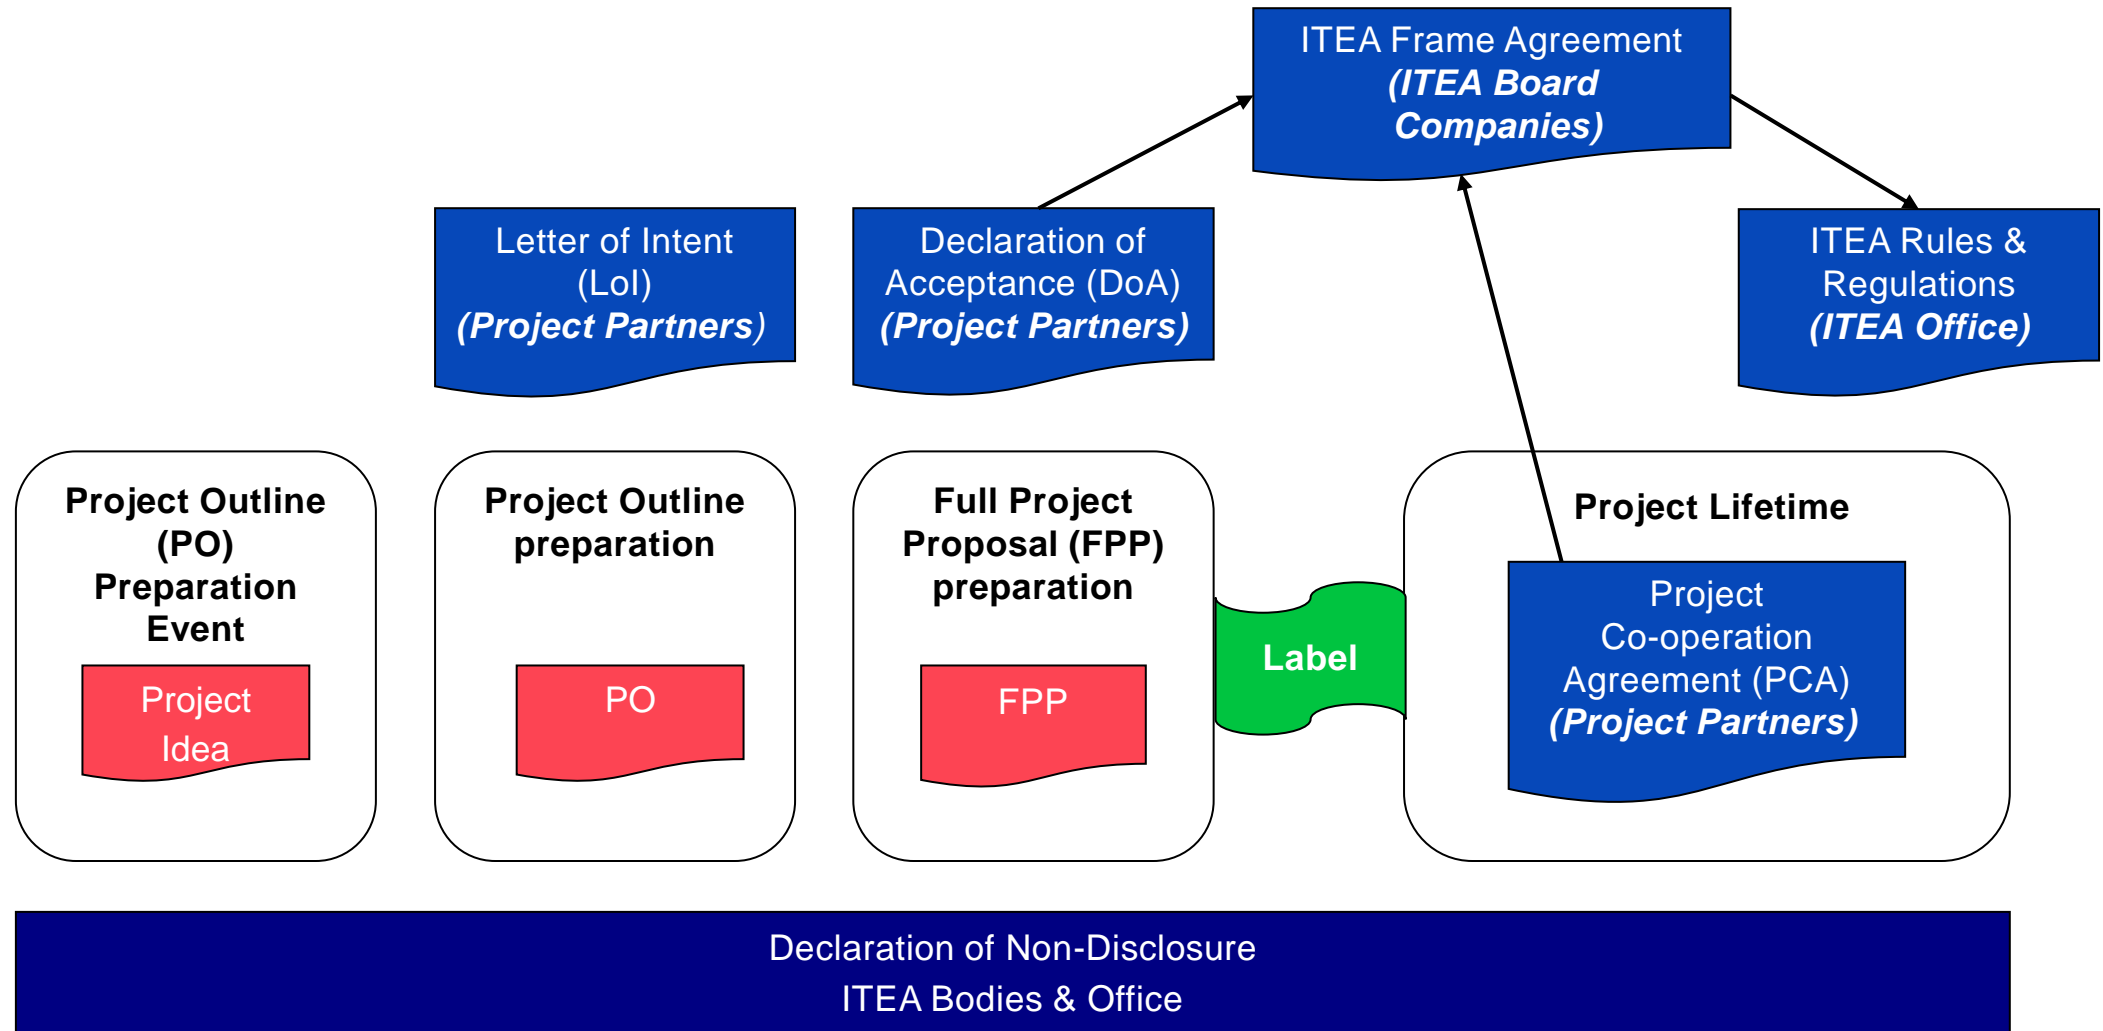 ITEA Frame Agreement
(ITEA Board
Companies)
Letter of Intent
(LoI)
(Project Partners)
Declaration of
Acceptance (DoA)
(Project Partners)
ITEA Rules &
Regulations
(ITEA Office)
Project Outline
(PO)
Preparation
Event
Project
Idea
Project Outline
preparation
PO
Full Project
Proposal (FPP)
preparation
FPP
Label
Project Lifetime
Project
Co-operation
Agreement (PCA)
(Project Partners)
Declaration of Non-Disclosure
ITEA Bodies & Office